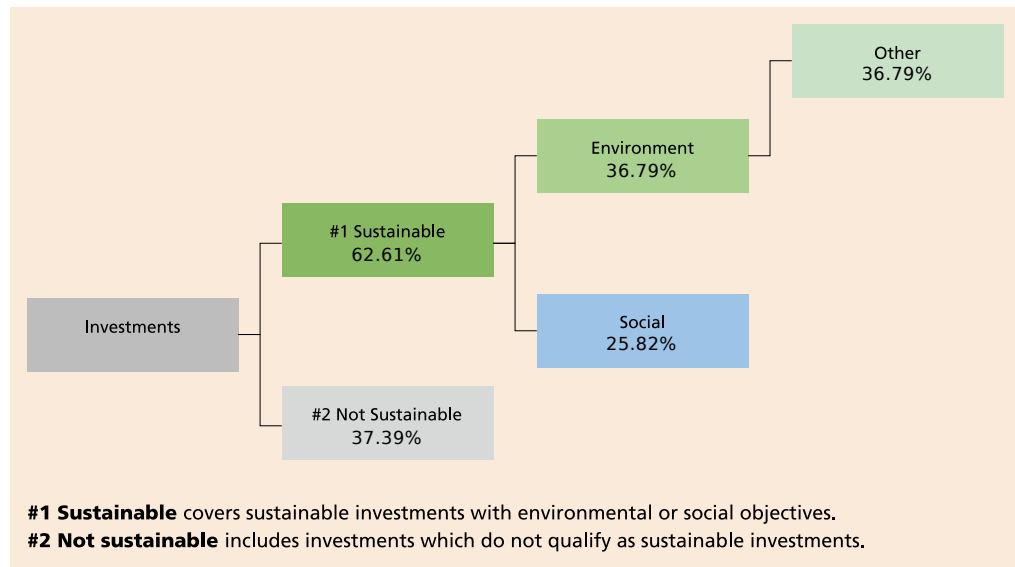 Other
36.79%
Environment
36.79%
#1 Sustainable
62.61%
Investments
Social
25.82%
#2 Not Sustainable
37.39%
#1 Sustainable covers sustainable investments with environmental or social objectives.
#2 Not sustainable includes investments which do not qualify as sustainable investments.